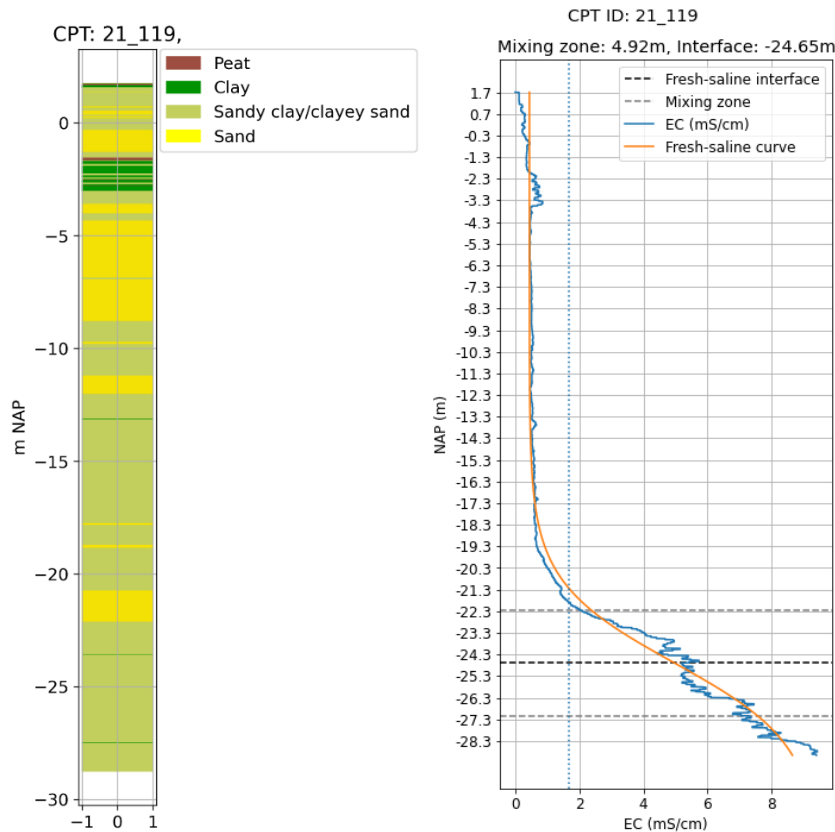 CPT: 21_119,
Peat
Clay
Sandy clay/clayey sand
Sand
0
−5
−10
−15
−20
−25
−30
m NAP
−1 0 1
CPT ID: 21_119
Mixing zone: 4.92m, Interface: -24.65m
Fresh-saline interface
Mixing zone
EC (mS/cm)
Fresh-saline curve
1.7
0.7
-0.3
-1.3
-2.3
-3.3
-4.3
-5.3
-6.3
-7.3
-8.3
-9.3
-10.3
-11.3
-12.3
-13.3
-14.3
-15.3
-16.3
-17.3
-18.3
-19.3
-20.3
-21.3
-22.3
-23.3
-24.3
-25.3
-26.3
-27.3
-28.3
NAP (m)
0 2 4 6 8
EC (mS/cm)